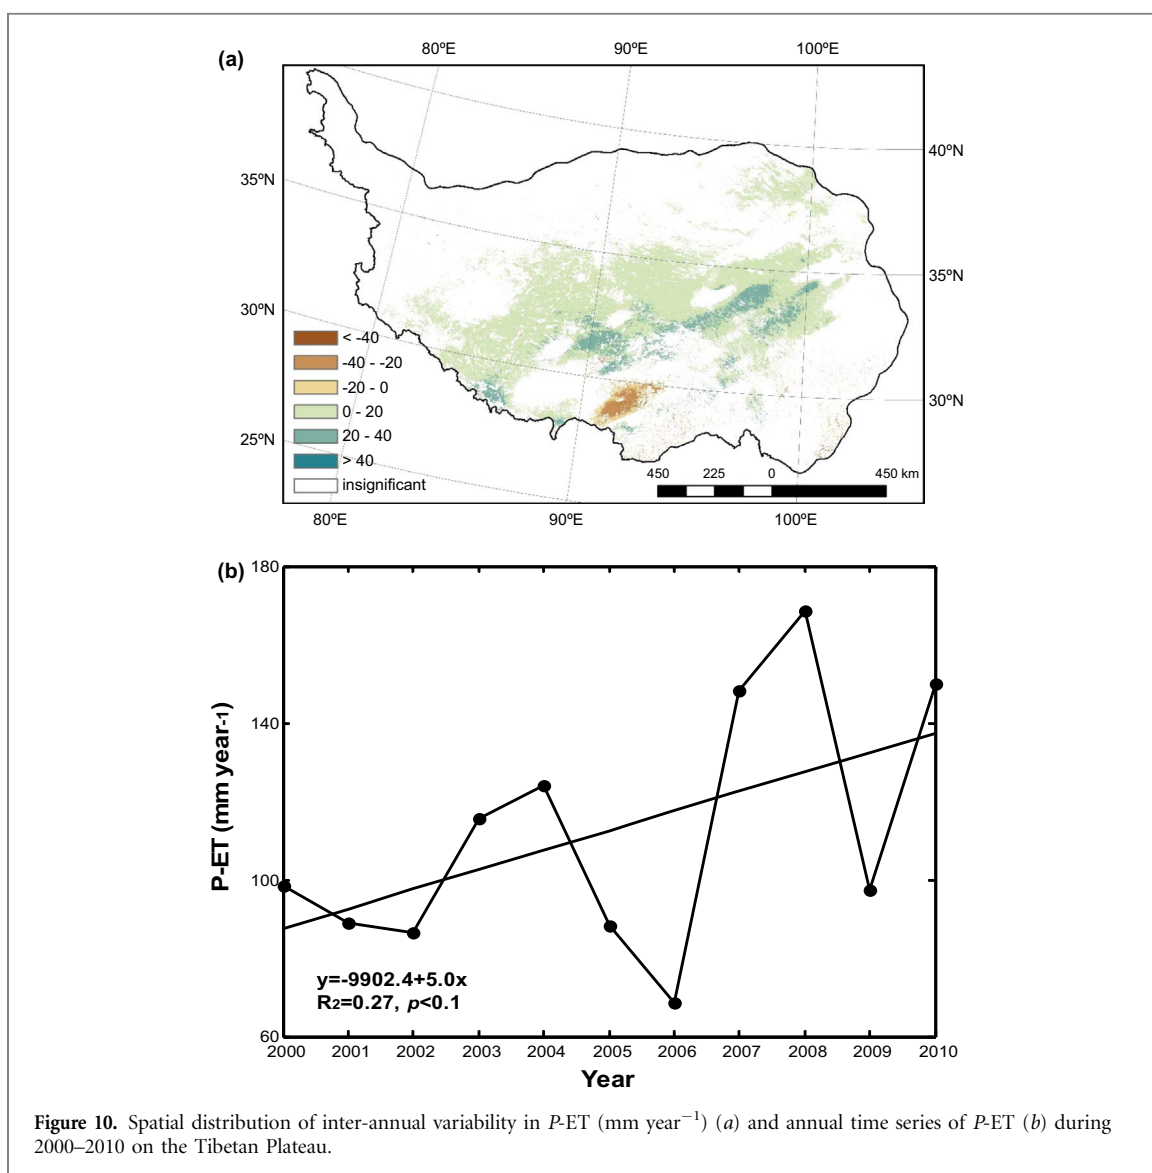 (a)
80ºE 90ºE 100ºE
40ºN
35ºN
35ºN
30ºN
30ºN
25ºN
< -40
-40 - -20
-20 - 0
0 - 20
20 - 40
> 40
insignificant
450 225 0 450 km
80ºE 90ºE 100ºE
(b)
180
140
100
60
P-ET (mm year-1)
y=-9902.4+5.0x
R2=0.27, p<0.1
2000 2001 2002 2003 2004 2005 2006 2007 2008 2009 2010
Year
Figure 10. Spatial distribution of inter-annual variability in P-ET (mm year−1) (a) and annual time series of P-ET (b) during
2000–2010 on the Tibetan Plateau.